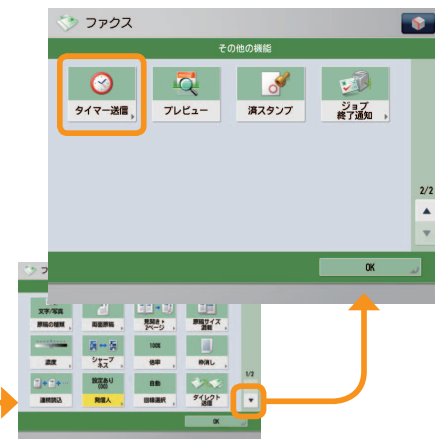 ファクス
その他の機能
タイマー送信
プレビュー
済スタンプ
ジョブ
終了通知
2/2
OK
フ
文字/写真
原稿の種類
両面原稿
見開き▸
2ページ
原稿サイズ
混載
濃度
シャープ
ネス
100%
倍率
枠消し
連続読込
設定あり
(00)
発信人
自動
回線選択
ダイレクト
送信
1/2
OK